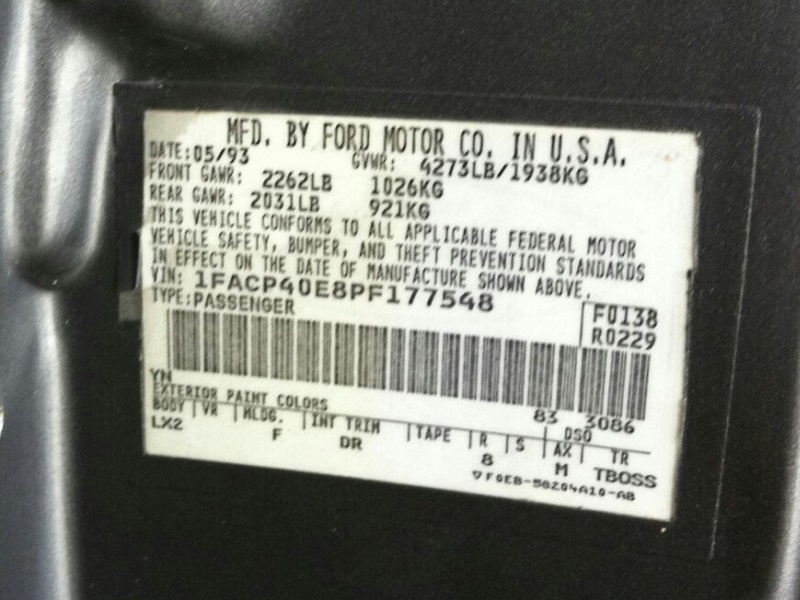 MFD. BY FORD MOTOR CO. IN U.S.A.
DATE: 05/93 GVWR: 4273LB/1938KG
FRONT GAWR: 2262LB 1026KG
REAR GAWR: 2031LB 921KG
THIS VEHICLE CONFORMS TO ALL APPLICABLE FEDERAL MOTOR
VEHICLE SAFETY, BUMPER, AND THEFT PREVENTION STANDARDS
IN EFFECT ON THE DATE OF MANUFACTURE SHOWN ABOVE.
VIN: 1FACP40E8PF177548
TYPE: PASSENGER F0138
R0229
YN 83 3086
EXTERIOR PAINT COLORS DSO
BODY VR MLDG. INT TRIM TAPE R S AX TR
LX2 F DR 8 M TBOSS
▽F0EB-58204A10-AB